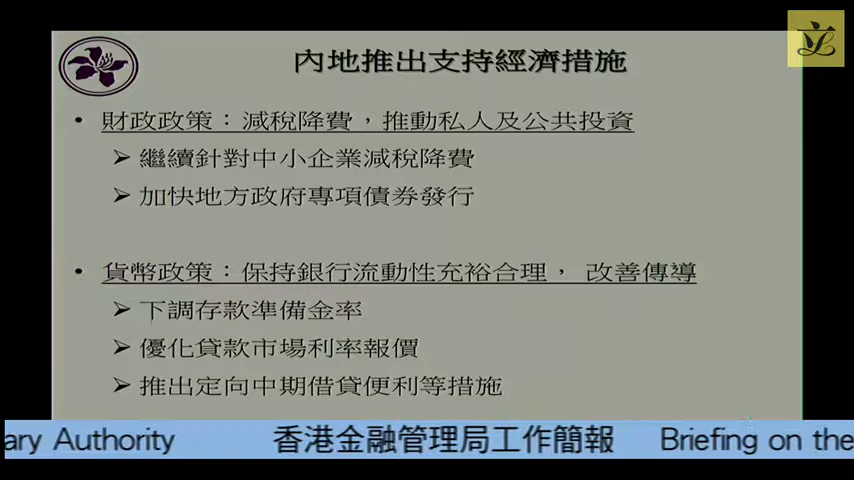 內地推出支持經濟措施
• 財政政策：減稅降費，推動私人及公共投資
➢ 繼續針對中小企業減稅降費
➢ 加快地方政府專項債券發行
• 貨幣政策：保持銀行流動性充裕合理， 改善傳導
➢ 下調存款準備金率
➢ 優化貸款市場利率報價
➢ 推出定向中期借貸便利等措施
ary Authority 香港金融管理局工作簡報 Briefing on the